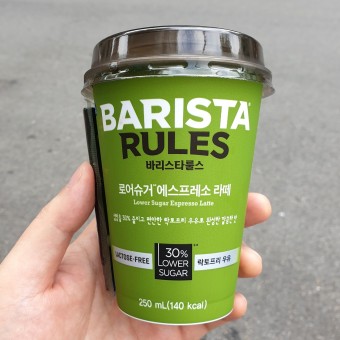 BARISTA
RULES
바리스타룰스
로어슈거 에스프레소 라떼
Lower Sugar Espresso Latte
LACTOSE-FREE
30%
LOWER
SUGAR
락토프리 우유
250 mL(140 kcal)